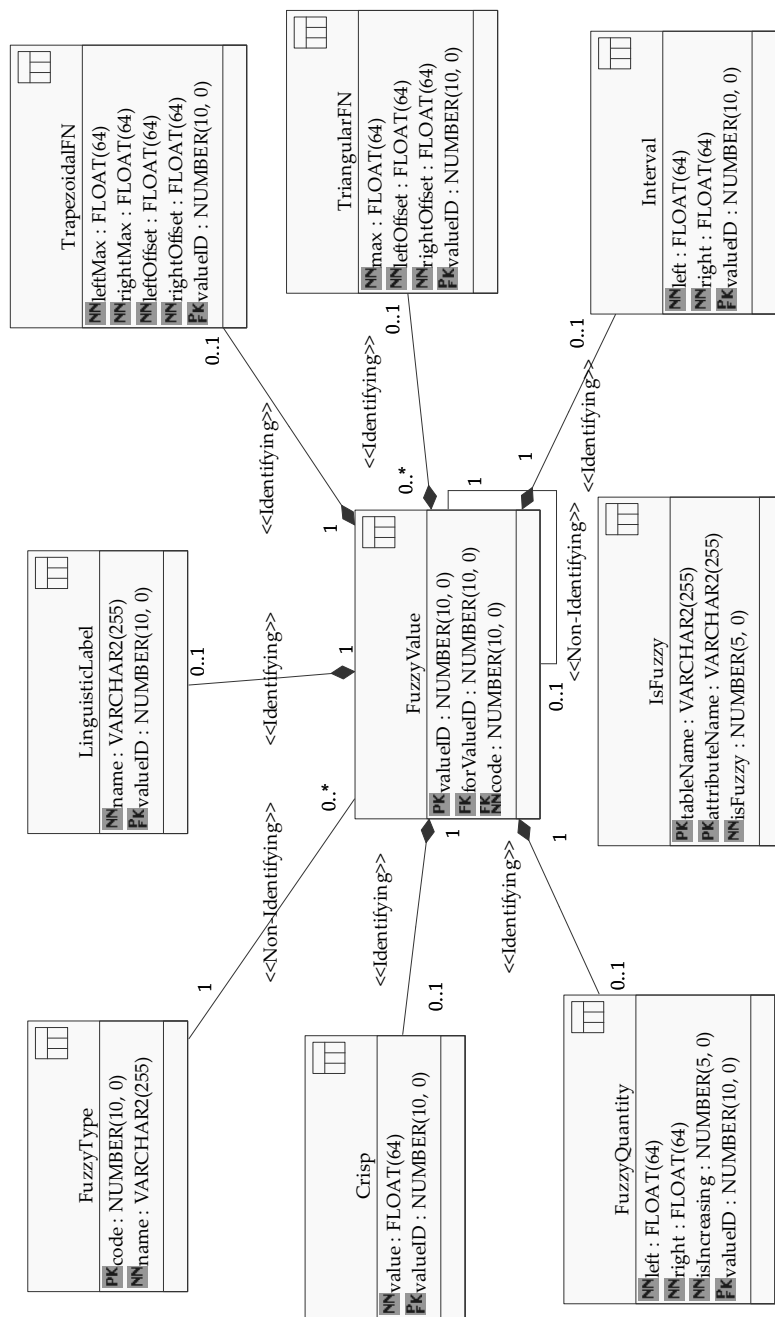 FuzzyType
PK code : NUMBER(10, 0)
NN name : VARCHAR2(255)
LinguisticLabel
NN name : VARCHAR2(255)
PK FK valueID : NUMBER(10, 0)
TrapezoidalFN
NN leftMax : FLOAT(64)
NN rightMax : FLOAT(64)
NN leftOffset : FLOAT(64)
NN rightOffset : FLOAT(64)
PK FK valueID : NUMBER(10, 0)
1
<<Non-Identifying>>
0..*
0..1
<<Identifying>>
1
0..1
<<Identifying>>
1
Crisp
NN value : FLOAT(64)
PK FK valueID : NUMBER(10, 0)
0..1
<<Identifying>>
1
FuzzyValue
PK valueID : NUMBER(10, 0)
FK forValueID : NUMBER(10, 0)
FK NN code : NUMBER(10, 0)
0..*
<<Identifying>>
0..1
TriangularFN
NN max : FLOAT(64)
NN leftOffset : FLOAT(64)
NN rightOffset : FLOAT(64)
PK FK valueID : NUMBER(10, 0)
1
0..1
<<Non-Identifying>>
0..1
<<Identifying>>
1
1
<<Identifying>>
0..1
FuzzyQuantity
NN left : FLOAT(64)
NN right : FLOAT(64)
NN isIncreasing : NUMBER(5, 0)
PK FK valueID : NUMBER(10, 0)
IsFuzzy
PK tableName : VARCHAR2(255)
PK attributeName : VARCHAR2(255)
NN isFuzzy : NUMBER(5, 0)
Interval
NN left : FLOAT(64)
NN right : FLOAT(64)
PK FK valueID : NUMBER(10, 0)